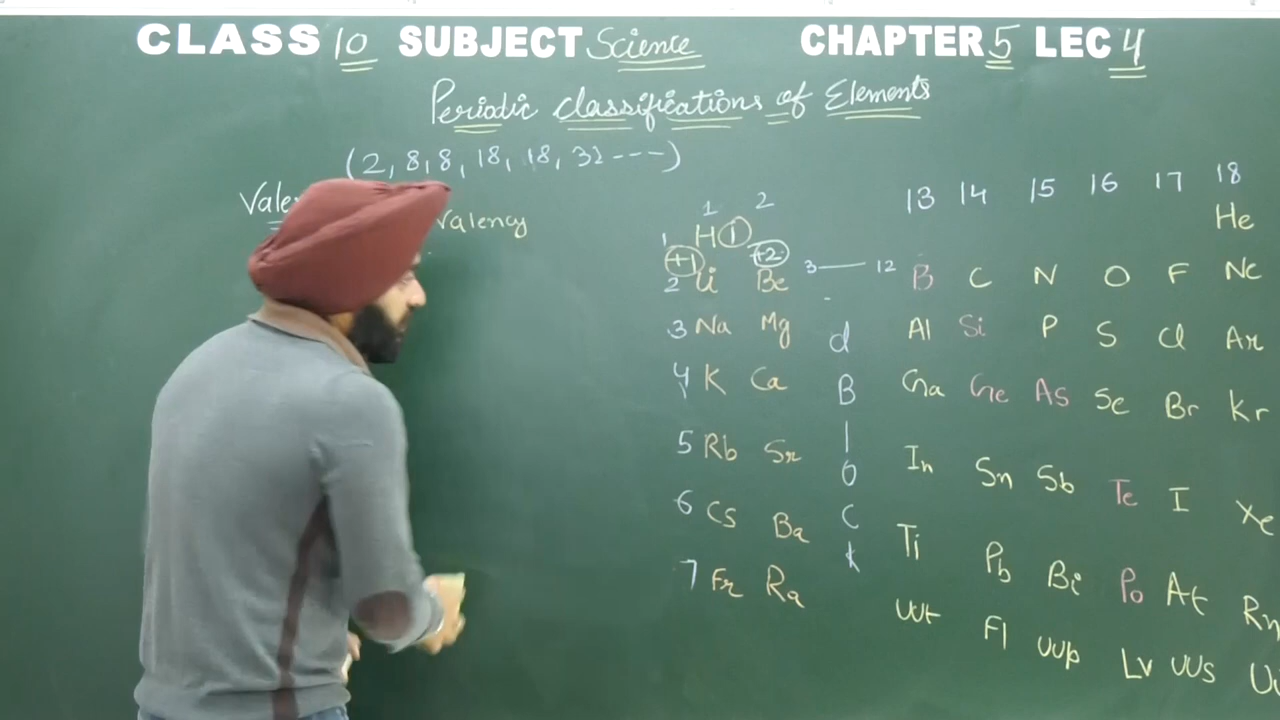 CLASS 10 SUBJECT Science CHAPTER 5 LEC 4
Periodic classifications of Elements
(2, 8, 8, 18, 18, 32 ----)
Valency
1 2 13 14 15 16 17 18
1 H 1 He
+1 +2
2 Li Be 3 — 12 B C N O F Ne
3 Na Mg d Al Si P S Cl Ar
4 K Ca B Ga Ge As Se Br Kr
5 Rb Sr l o In Sn Sb Te I Xe
6 Cs Ba c Ti Pb Bi Po At Rn
7 Fr Ra k Uut Fl Uup Lv Uus